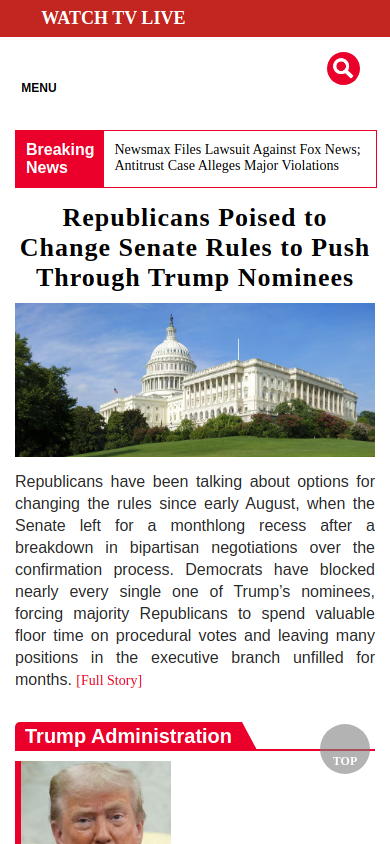 WATCH TV LIVE
MENU
Breaking
News
Newsmax Files Lawsuit Against Fox News;
Antitrust Case Alleges Major Violations
Republicans Poised to
Change Senate Rules to Push
Through Trump Nominees
Republicans have been talking about options for
changing the rules since early August, when the
Senate left for a monthlong recess after a
breakdown in bipartisan negotiations over the
confirmation process. Democrats have blocked
nearly every single one of Trump’s nominees,
forcing majority Republicans to spend valuable
floor time on procedural votes and leaving many
positions in the executive branch unfilled for
months. [Full Story]
Trump Administration
TOP